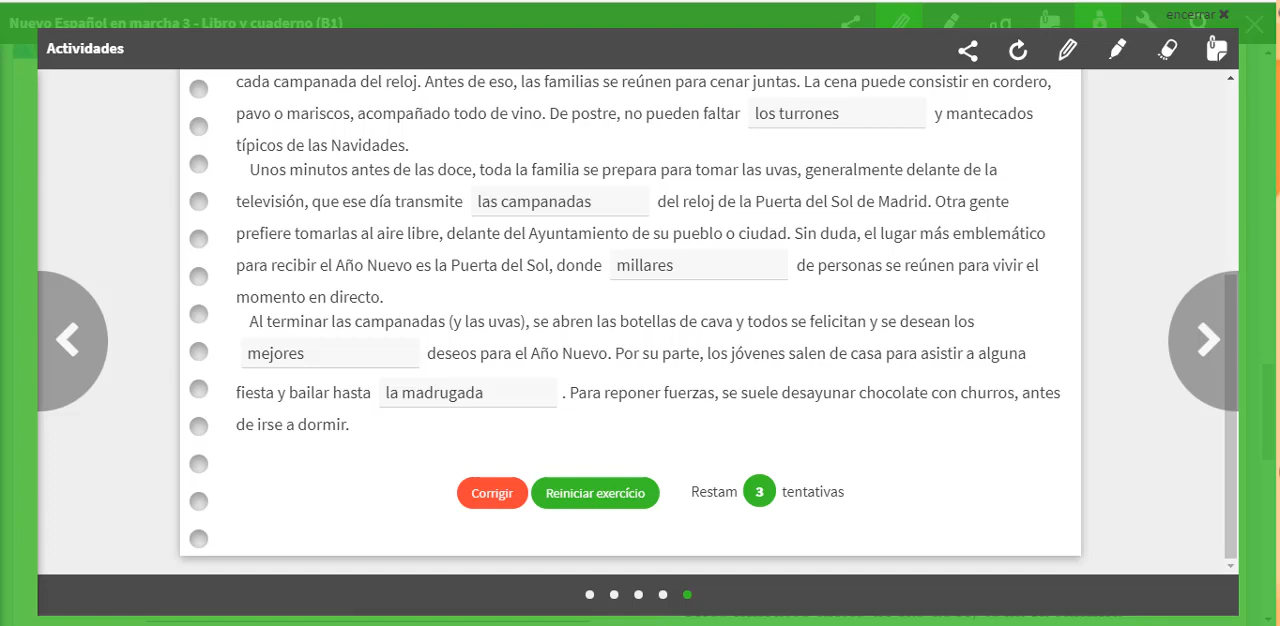 Nuevo Español en marcha 3 - Libro y cuaderno (B1)
encerrar ✖
Actividades
cada campanada del reloj. Antes de eso, las familias se reúnen para cenar juntas. La cena puede consistir en cordero,
pavo o mariscos, acompañado todo de vino. De postre, no pueden faltar los turrones y mantecados
típicos de las Navidades.
Unos minutos antes de las doce, toda la familia se prepara para tomar las uvas, generalmente delante de la
televisión, que ese día transmite las campanadas del reloj de la Puerta del Sol de Madrid. Otra gente
prefiere tomarlas al aire libre, delante del Ayuntamiento de su pueblo o ciudad. Sin duda, el lugar más emblemático
para recibir el Año Nuevo es la Puerta del Sol, donde millares de personas se reúnen para vivir el
momento en directo.
Al terminar las campanadas (y las uvas), se abren las botellas de cava y todos se felicitan y se desean los
mejores deseos para el Año Nuevo. Por su parte, los jóvenes salen de casa para asistir a alguna
fiesta y bailar hasta la madrugada . Para reponer fuerzas, se suele desayunar chocolate con churros, antes
de irse a dormir.
Corrigir Reiniciar exercício Restam 3 tentativas